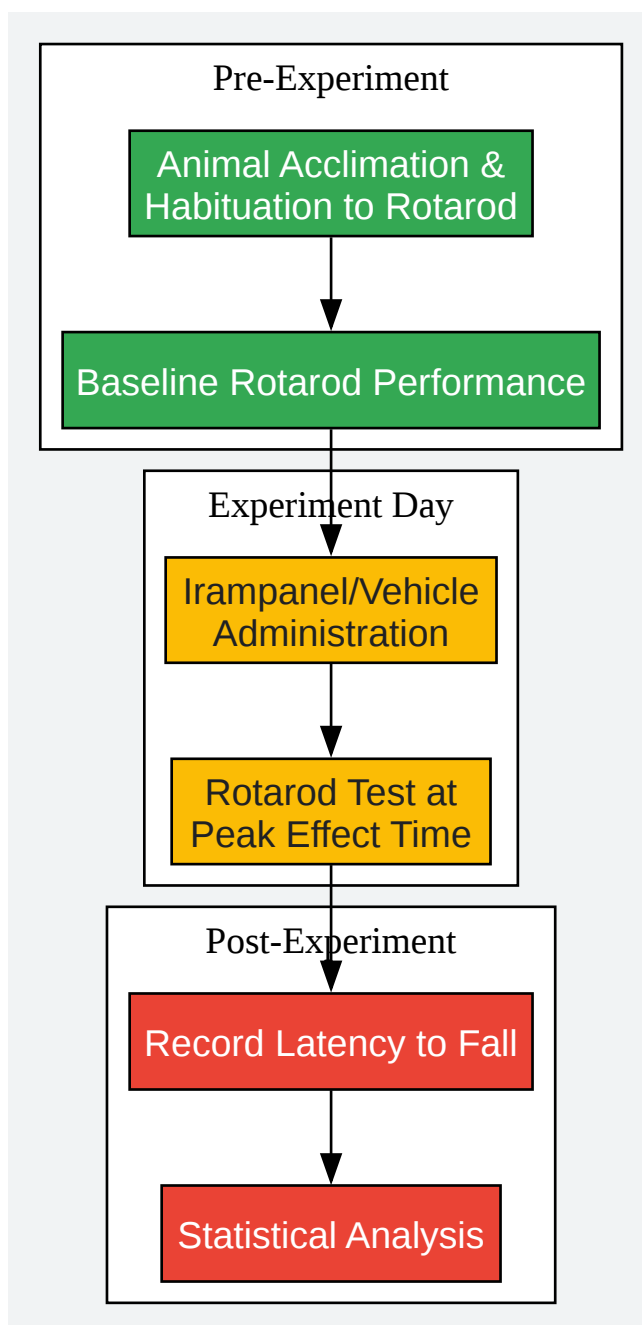 Pre-Experiment
Animal Acclimation &
Habituation to Rotarod
Baseline Rotarod Performance
Experiment Day
Irampanel/Vehicle
Administration
Rotarod Test at
Peak Effect Time
Post-Experiment
Record Latency to Fall
Statistical Analysis